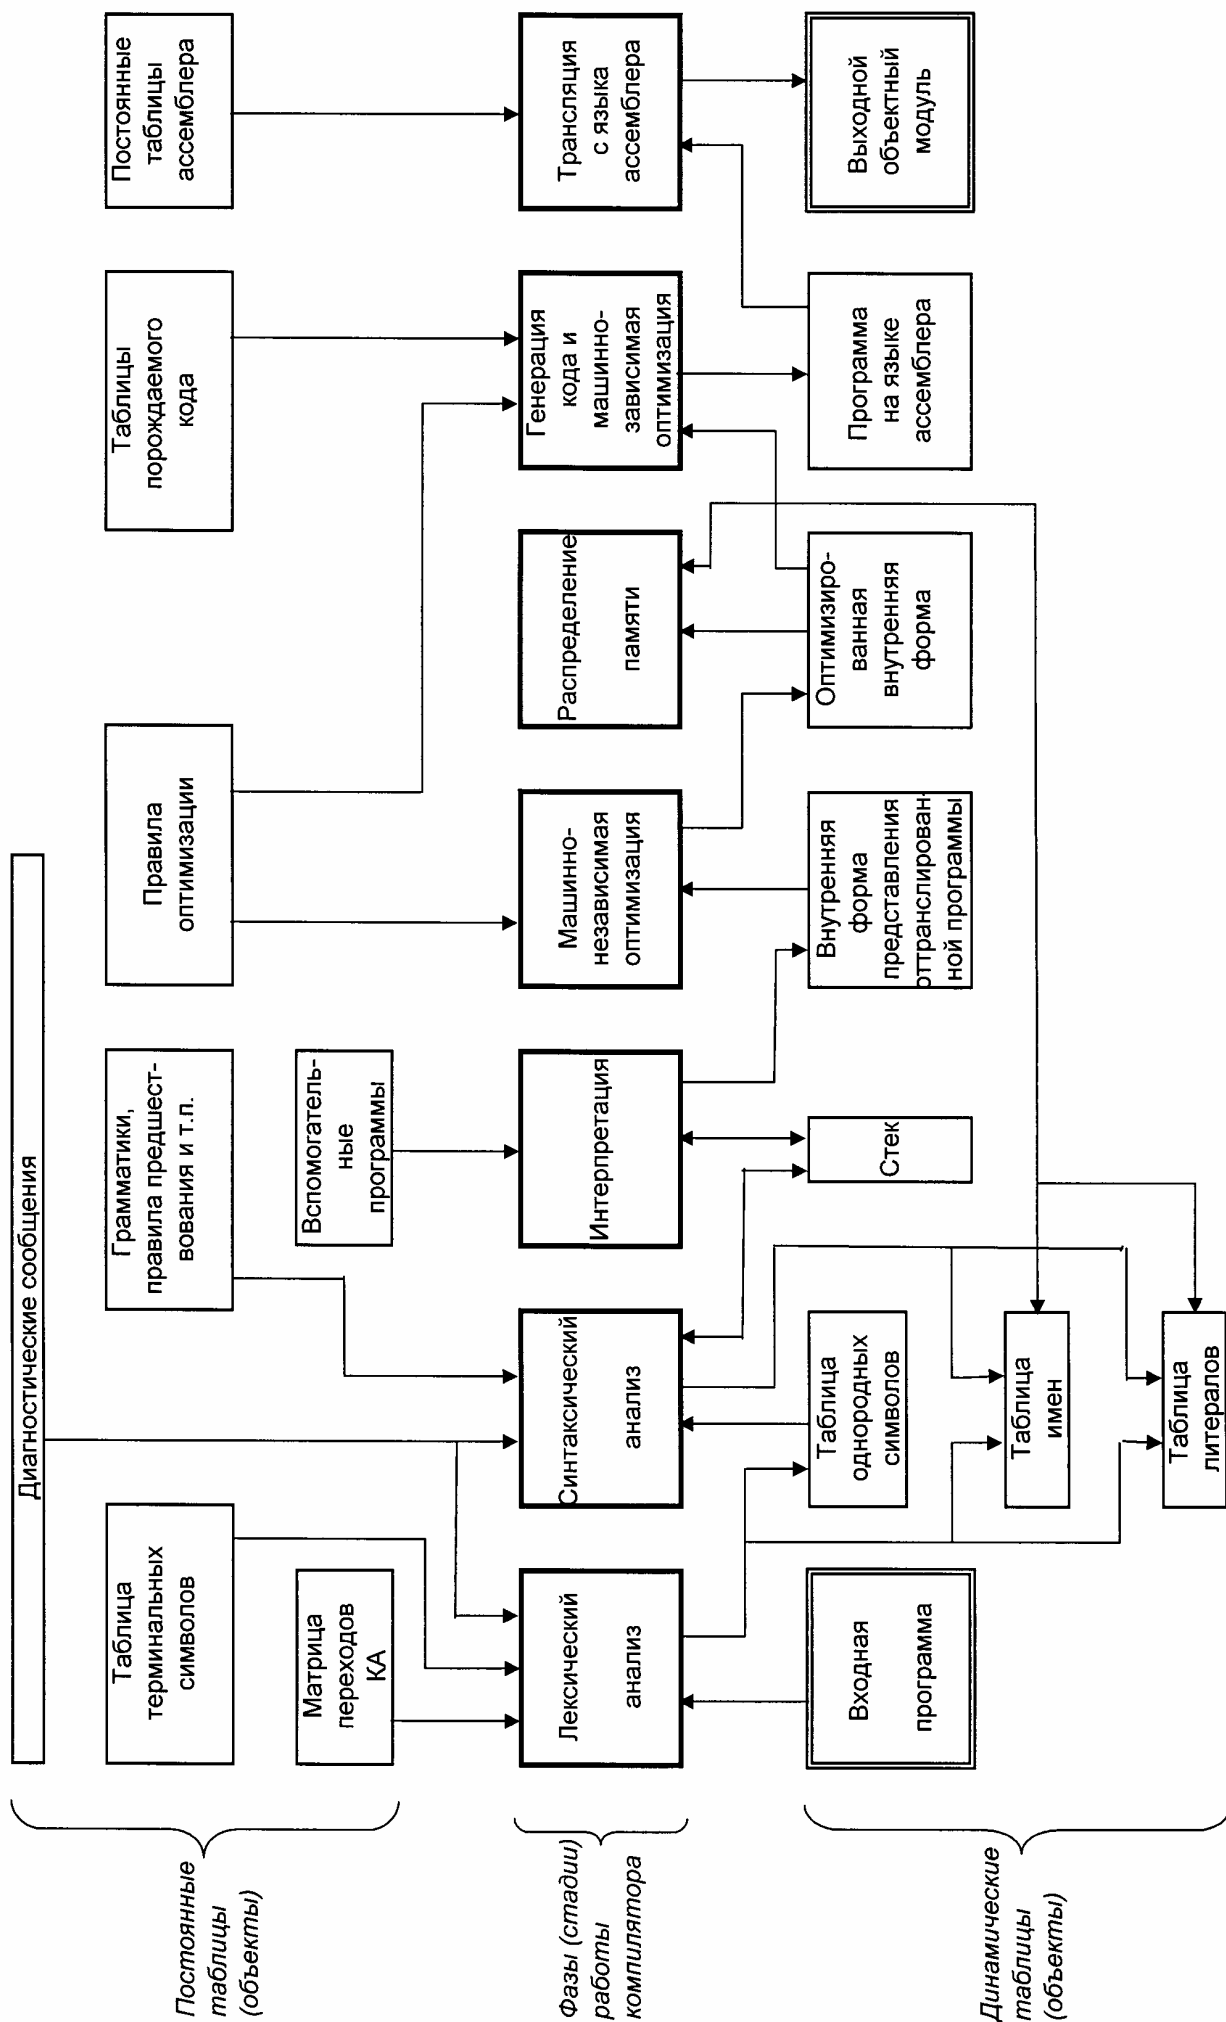 Постоянные
таблицы
(объекты)
Диагностические сообщения
Таблица
терминальных
символов
Грамматики,
правила предшест-
вования и т.п.
Правила
оптимизации
Таблицы
порождаемого
кода
Постоянные
таблицы
ассемблера
Матрица
переходов
КА
Вспомогатель-
ные
программы
Фазы (стадии)
работы
компилятора
Лексический
анализ
Синтаксический
анализ
Интерпретация
Машинно-
независимая
оптимизация
Распределение
памяти
Генерация
кода и
машинно-
зависимая
оптимизация
Трансляция
с языка
ассемблера
Динамические
таблицы
(объекты)
Входная
программа
Таблица
однородных
символов
Стек
Внутренняя
форма
представления
оттранслирован-
ной программы
Оптимизиро-
ванная
внутренняя
форма
Программа
на языке
ассемблера
Выходной
объектный
модуль
Таблица
имен
Таблица
литералов